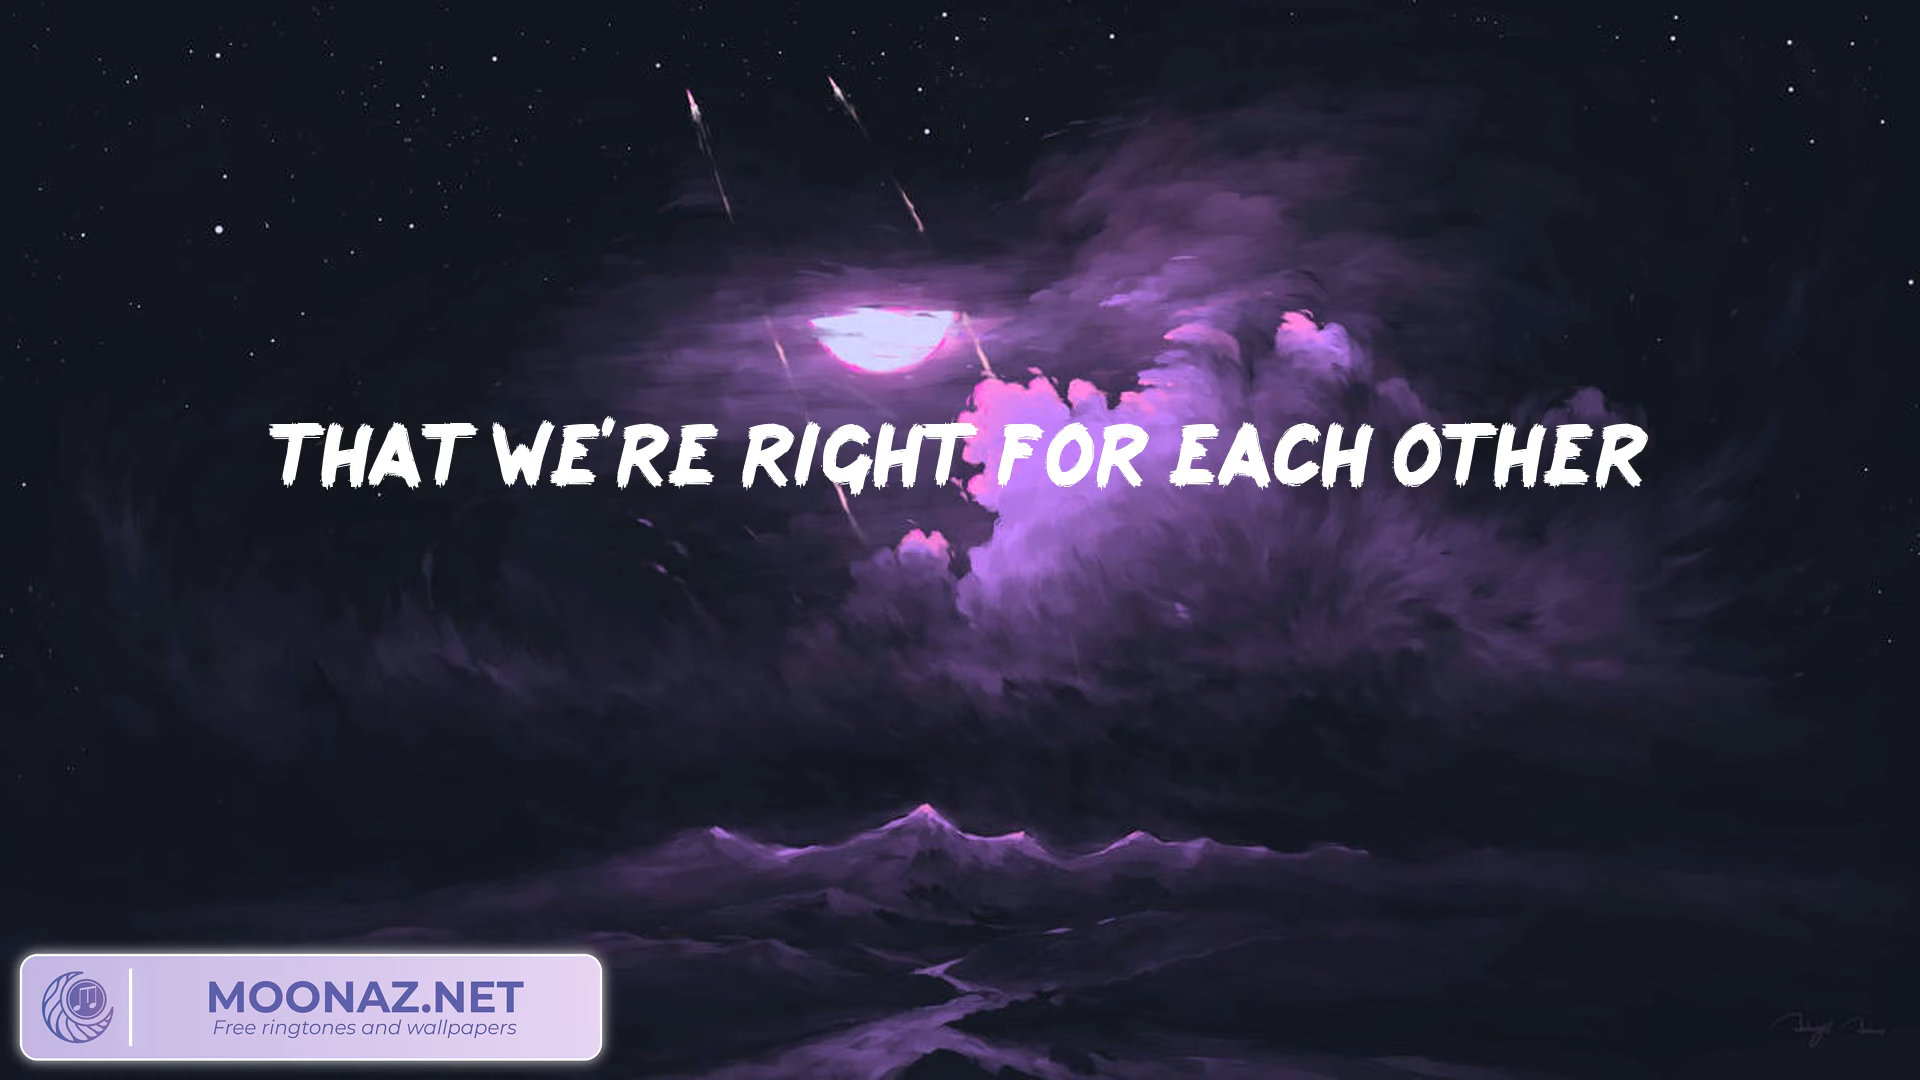 THAT WE'RE RIGHT FOR EACH OTHER
MOONAZ.NET
Free ringtones and wallpapers